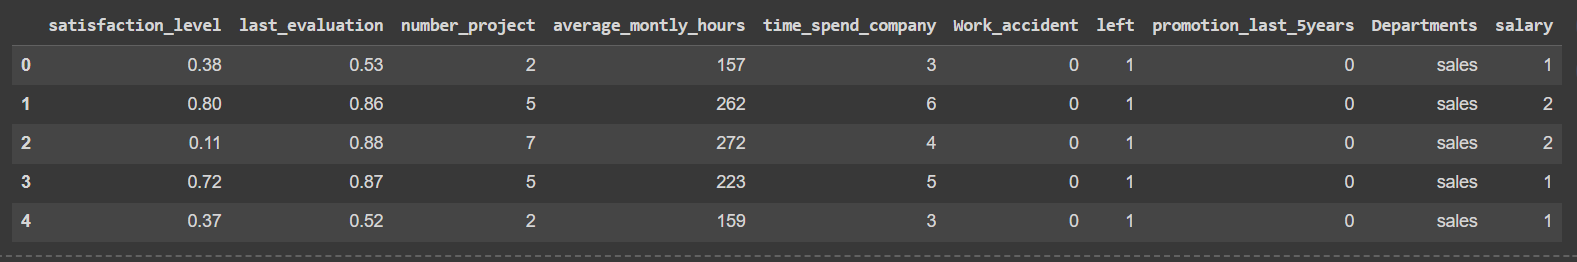 satisfaction_level last_evaluation number_project average_montly_hours time_spend_company Work_accident left promotion_last_5years Departments salary
0 0.38 0.53 2 157 3 0 1 0 sales 1
1 0.80 0.86 5 262 6 0 1 0 sales 2
2 0.11 0.88 7 272 4 0 1 0 sales 2
3 0.72 0.87 5 223 5 0 1 0 sales 1
4 0.37 0.52 2 159 3 0 1 0 sales 1